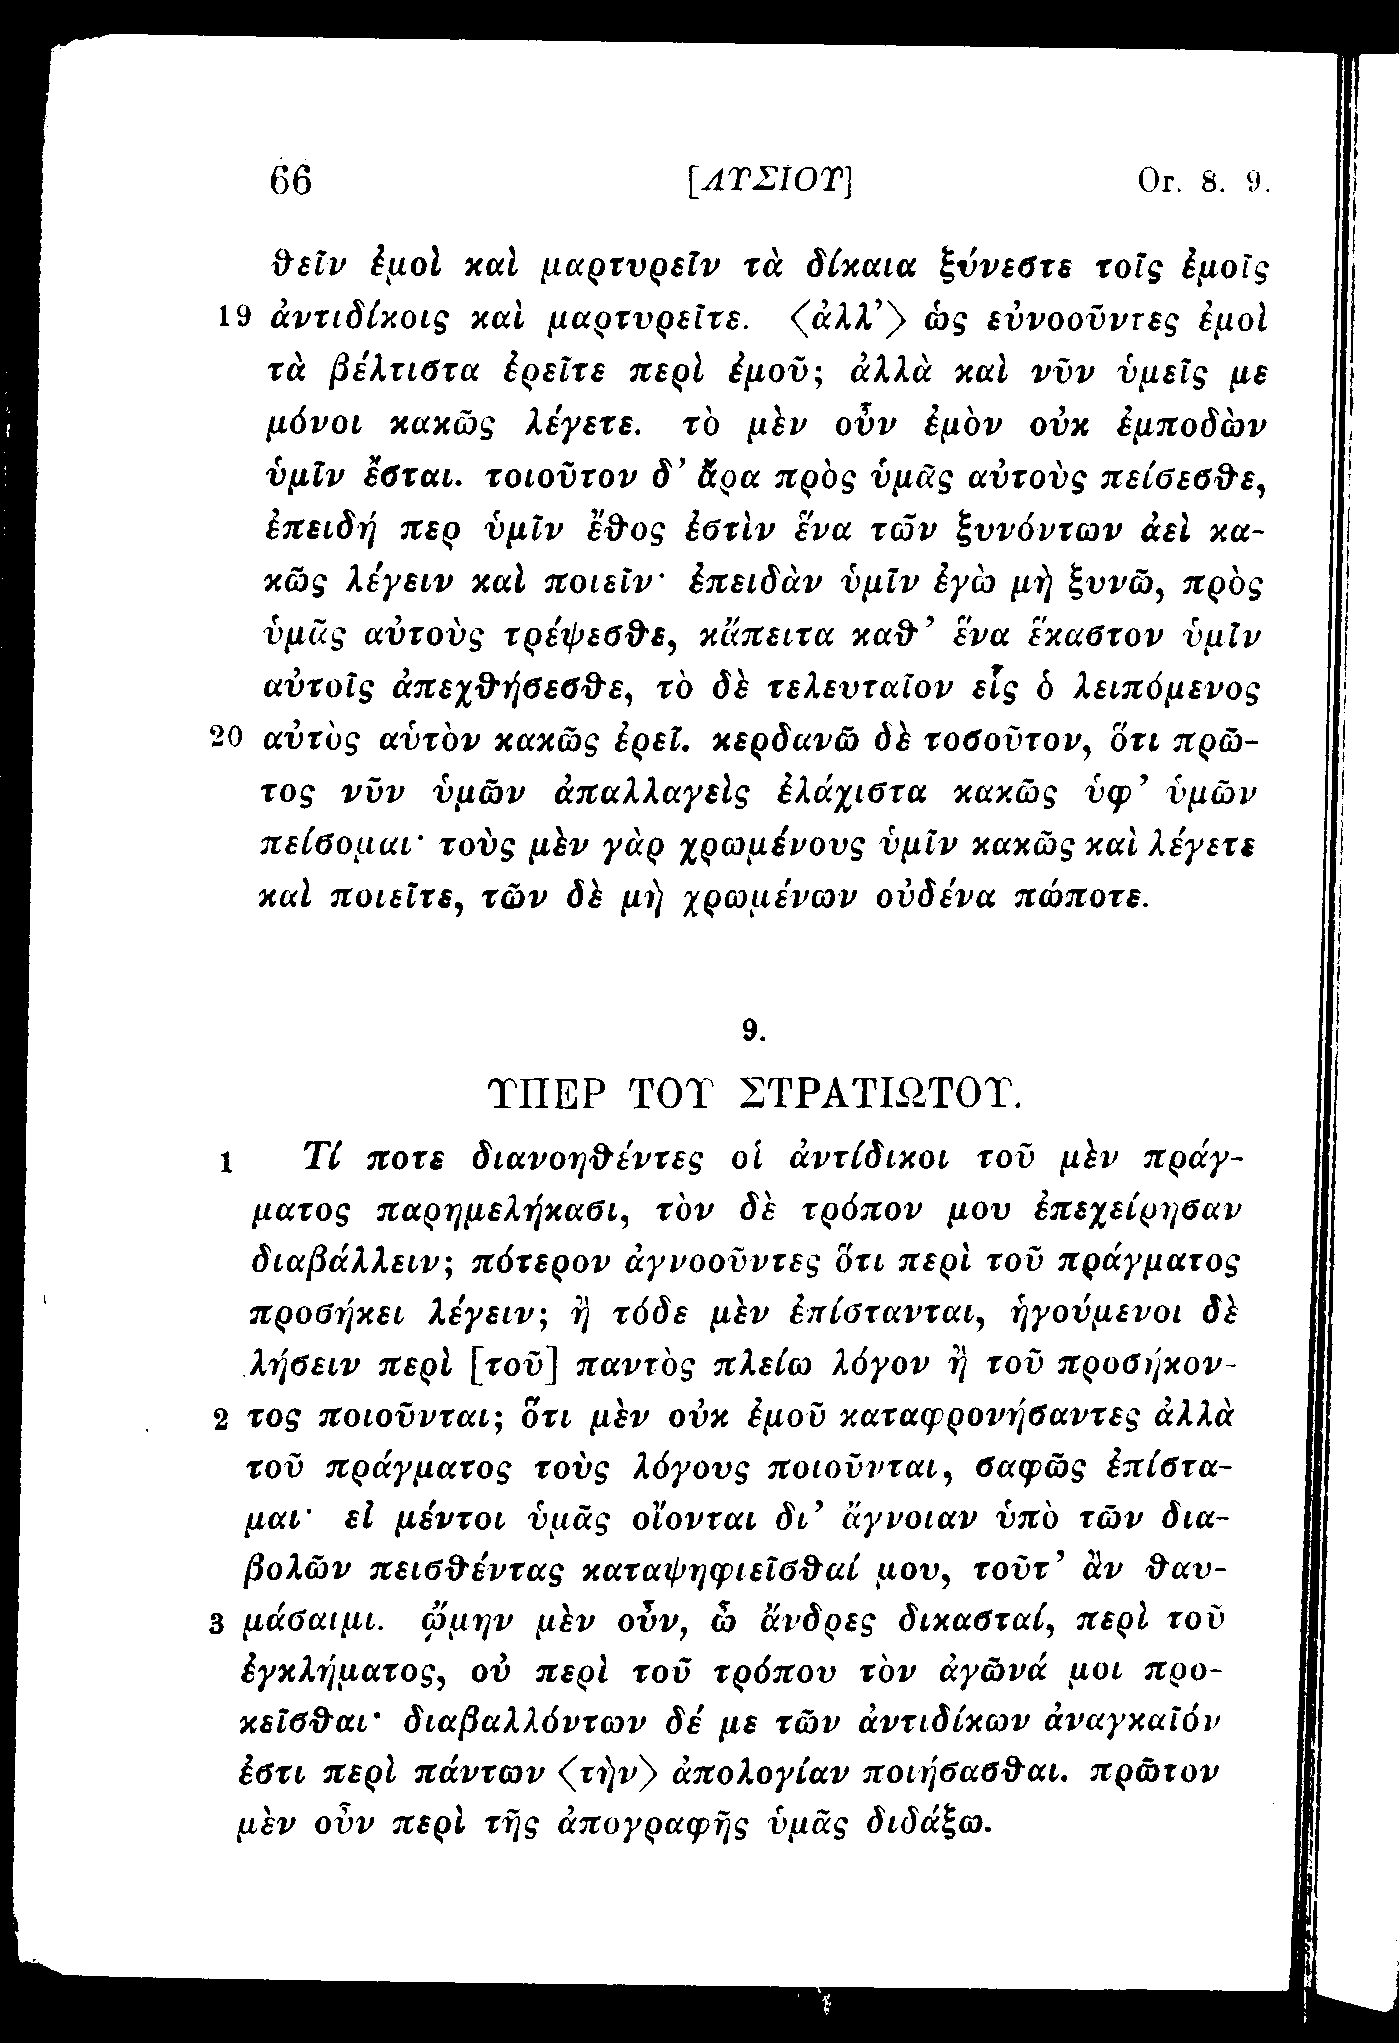 66 [ΛΥΣΙΟΥ] Or. 8. 9.
θεῖν ἐμοὶ καὶ μαρτυρεῖν τὰ δίκαια ξύνεστε τοῖς ἐμοῖς
19 ἀντιδίκοις καὶ μαρτυρεῖτε. ⟨ἀλλ’⟩ ὡς εὐνοοῦντες ἐμοὶ
τὰ βέλτιστα ἐρεῖτε περὶ ἐμοῦ; ἀλλὰ καὶ νῦν ὑμεῖς με
μόνοι κακῶς λέγετε. τὸ μὲν οὖν ἐμὸν οὐκ ἐμποδὼν
ὑμῖν ἔσται. τοιοῦτον δ’ ἄρα πρὸς ὑμᾶς αὐτοὺς πείσεσθε,
ἐπειδή περ ὑμῖν ἔθος ἐστὶν ἕνα τῶν ξυνόντων ἀεὶ κα-
κῶς λέγειν καὶ ποιεῖν· ἐπειδὰν ὑμῖν ἐγὼ μὴ ξυνῶ, πρὸς
ὑμᾶς αὐτοὺς τρέψεσθε, κἄπειτα καθ’ ἕνα ἕκαστον ὑμῖν
αὐτοῖς ἀπεχθήσεσθε, τὸ δὲ τελευταῖον εἷς ὁ λειπόμενος
20 αὐτὸς αὑτὸν κακῶς ἐρεῖ. κερδανῶ δὲ τοσοῦτον, ὅτι πρῶ-
τος νῦν ὑμῶν ἀπαλλαγεὶς ἐλάχιστα κακῶς ὑφ’ ὑμῶν
πείσομαι· τοὺς μὲν γὰρ χρωμένους ὑμῖν κακῶς καὶ λέγετε
καὶ ποιεῖτε, τῶν δὲ μὴ χρωμένων οὐδένα πώποτε.
9.
ΥΠΕΡ ΤΟΥ ΣΤΡΑΤΙΩΤΟΥ.
1 Τί ποτε διανοηθέντες οἱ ἀντίδικοι τοῦ μὲν πράγ-
ματος παρημελήκασι, τὸν δὲ τρόπον μου ἐπεχείρησαν
διαβάλλειν; πότερον ἀγνοοῦντες ὅτι περὶ τοῦ πράγματος
προσήκει λέγειν; ἢ τόδε μὲν ἐπίστανται, ἡγούμενοι δὲ
λήσειν περὶ [τοῦ] παντὸς πλείω λόγον ἢ τοῦ προσήκον-
2 τος ποιοῦνται; ὅτι μὲν οὐκ ἐμοῦ καταφρονήσαντες ἀλλὰ
τοῦ πράγματος τοὺς λόγους ποιοῦνται, σαφῶς ἐπίστα-
μαι· εἰ μέντοι ὑμᾶς οἴονται δι’ ἄγνοιαν ὑπὸ τῶν δια-
βολῶν πεισθέντας καταψηφιεῖσθαί μου, τοῦτ’ ἂν θαυ-
3 μάσαιμι. ᾤμην μὲν οὖν, ὦ ἄνδρες δικασταί, περὶ τοῦ
ἐγκλήματος, οὐ περὶ τοῦ τρόπου τὸν ἀγῶνά μοι προ-
κεῖσθαι· διαβαλλόντων δέ με τῶν ἀντιδίκων ἀναγκαῖόν
ἐστι περὶ πάντων ⟨τὴν⟩ ἀπολογίαν ποιήσασθαι. πρῶτον
μὲν οὖν περὶ τῆς ἀπογραφῆς ὑμᾶς διδάξω.